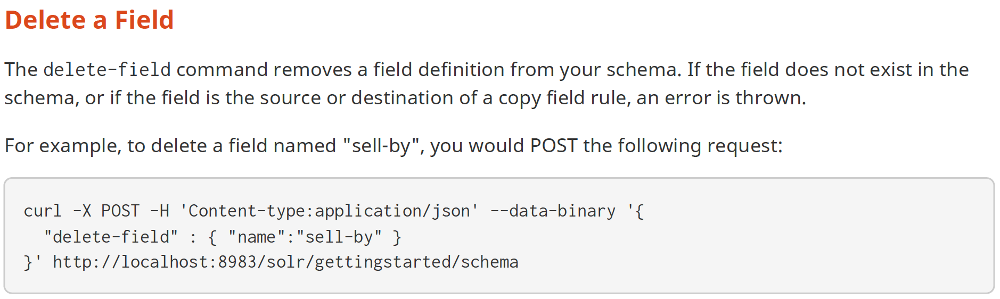 Delete a Field
The delete-field command removes a field definition from your schema. If the field does not exist in the
schema, or if the field is the source or destination of a copy field rule, an error is thrown.
For example, to delete a field named "sell-by", you would POST the following request:
curl -X POST -H 'Content-type:application/json' --data-binary '{
  "delete-field" : { "name":"sell-by" }
}' http://localhost:8983/solr/gettingstarted/schema